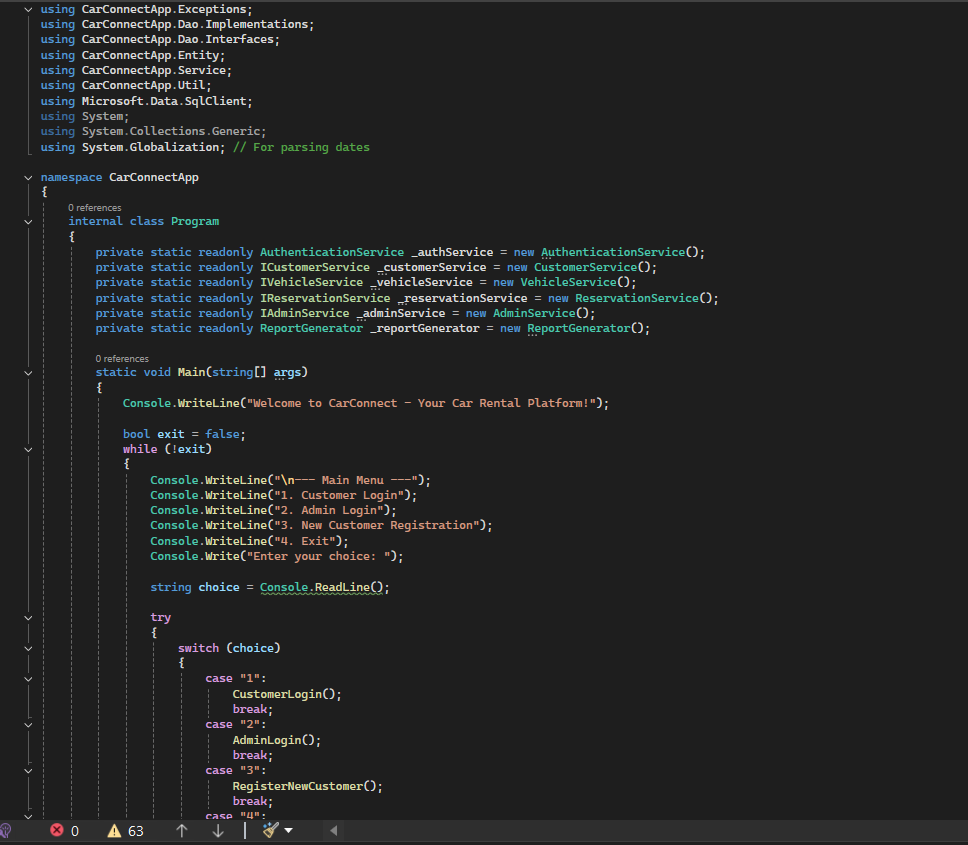 using CarConnectApp.Exceptions;
using CarConnectApp.Dao.Implementations;
using CarConnectApp.Dao.Interfaces;
using CarConnectApp.Entity;
using CarConnectApp.Service;
using CarConnectApp.Util;
using Microsoft.Data.SqlClient;
using System;
using System.Collections.Generic;
using System.Globalization; // For parsing dates
namespace CarConnectApp
{
0 references
internal class Program
{
private static readonly AuthenticationService _authService = new AuthenticationService();
private static readonly ICustomerService _customerService = new CustomerService();
private static readonly IVehicleService _vehicleService = new VehicleService();
private static readonly IReservationService _reservationService = new ReservationService();
private static readonly IAdminService _adminService = new AdminService();
private static readonly ReportGenerator _reportGenerator = new ReportGenerator();
0 references
static void Main(string[] args)
{
Console.WriteLine("Welcome to CarConnect - Your Car Rental Platform!");
bool exit = false;
while (!exit)
{
Console.WriteLine("\n--- Main Menu ---");
Console.WriteLine("1. Customer Login");
Console.WriteLine("2. Admin Login");
Console.WriteLine("3. New Customer Registration");
Console.WriteLine("4. Exit");
Console.Write("Enter your choice: ");
string choice = Console.ReadLine();
try
{
switch (choice)
{
case "1":
CustomerLogin();
break;
case "2":
AdminLogin();
break;
case "3":
RegisterNewCustomer();
break;
case "4":
0 63